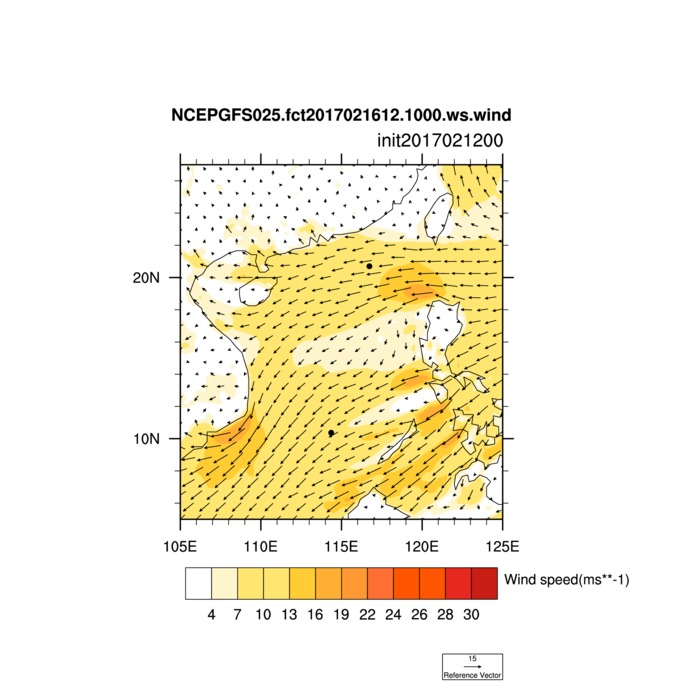 NCEPGFS025.fct2017021612.1000.ws.wind
init2017021200
20N
10N
105E 110E 115E 120E 125E
Wind speed(ms**-1)
4 7 10 13 16 19 22 24 26 28 30
15
Reference Vector